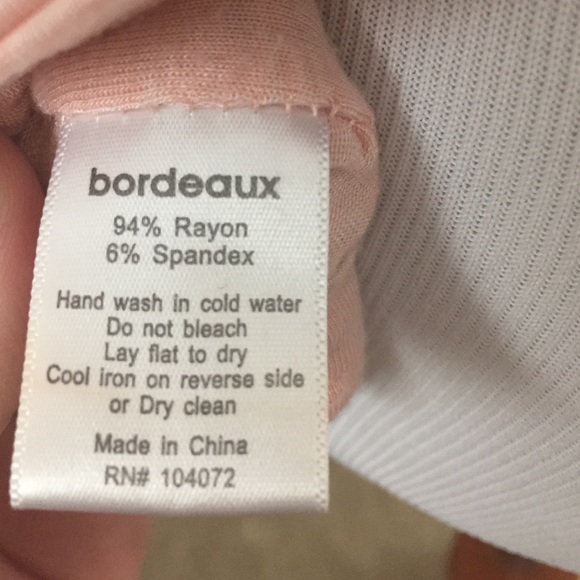 bordeaux
94% Rayon
6% Spandex
Hand wash in cold water
Do not bleach
Lay flat to dry
Cool iron on reverse side
or Dry clean
Made in China
RN# 104072